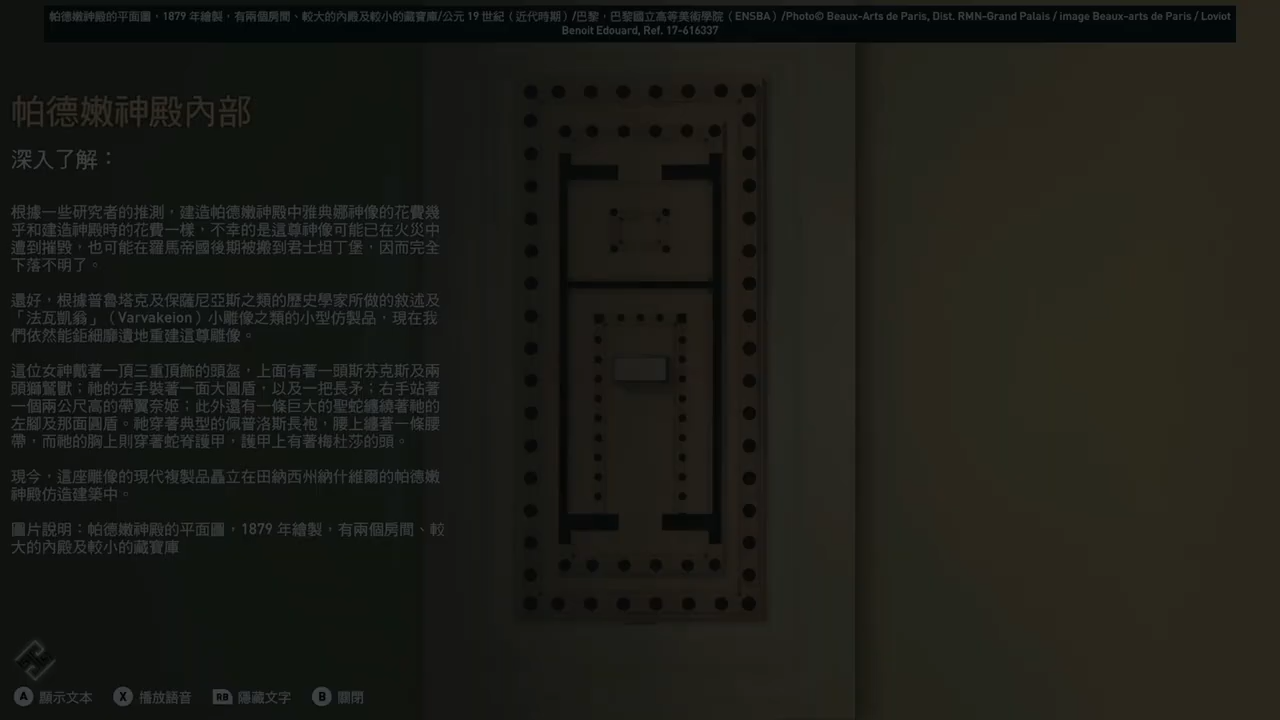 帕德嫩神殿的平面圖，1879 年繪製，有兩個房間、較大的內殿及較小的藏寶庫/公元 19 世紀（近代時期）/巴黎，巴黎國立高等美術學院（ENSBA）/Photo© Beaux-Arts de Paris, Dist. RMN-Grand Palais / image Beaux-arts de Paris / Loviot
Benoit Edouard, Ref. 17-616337
帕德嫩神殿內部
深入了解：
根據一些研究者的推測，建造帕德嫩神殿中雅典娜神像的花費幾
乎和建造神殿時的花費一樣，不幸的是這尊神像可能已在火災中
遭到摧毀，也可能在羅馬帝國後期被搬到君士坦丁堡，因而完全
下落不明了。
還好，根據普魯塔克及保薩尼亞斯之類的歷史學家所做的敘述及
「法瓦凱翁」（Varvakeion）小雕像之類的小型仿製品，現在我
們依然能鉅細靡遺地重建這尊雕像。
這位女神戴著一頂三重頂飾的頭盔，上面有著一頭斯芬克斯及兩
頭獅鷲獸；祂的左手裝著一面大圓盾，以及一把長矛；右手站著
一個兩公尺高的帶翼奈姬；此外還有一條巨大的聖蛇纏繞著祂的
左腳及那面圓盾。祂穿著典型的佩普洛斯長袍，腰上纏著一條腰
帶，而祂的胸上則穿著蛇脊護甲，護甲上有著梅杜莎的頭。
現今，這座雕像的現代複製品矗立在田納西州納什維爾的帕德嫩
神殿仿造建築中。
圖片說明：帕德嫩神殿的平面圖，1879 年繪製，有兩個房間、較
大的內殿及較小的藏寶庫
A 顯示文本 X 播放語音 RB 隱藏文字 B 關閉